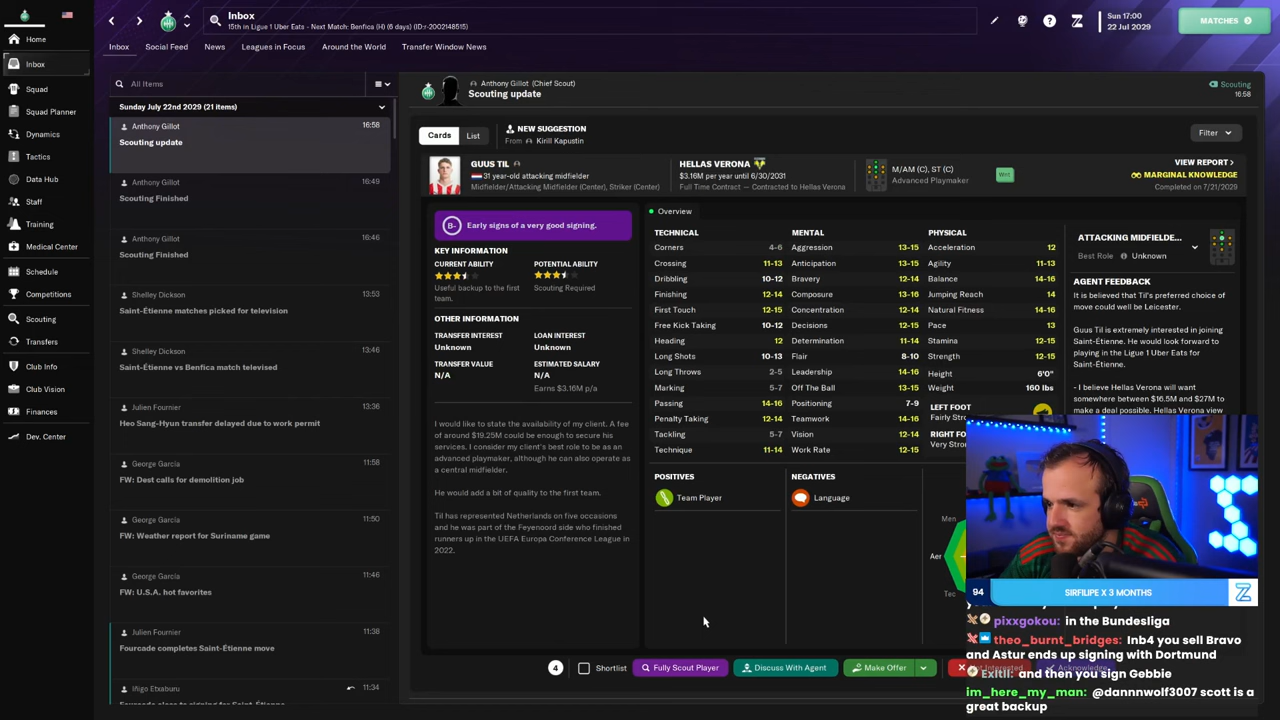 Inbox
15th in Ligue 1 Uber Eats - Next Match: Benfica (H) (6 days) (ID:r-2002148515)
Sun 17:00
22 Jul 2029
MATCHES
Inbox
Social Feed
News
Leagues in Focus
Around the World
Transfer Window News
Home
Inbox
Squad
Squad Planner
Dynamics
Tactics
Data Hub
Staff
Training
Medical Center
Schedule
Competitions
Scouting
Transfers
Club Info
Club Vision
Finances
Dev. Center
All Items
Sunday July 22nd 2029 (21 items)
Anthony Gillot 16:58
Scouting update
Anthony Gillot 16:49
Scouting Finished
Anthony Gillot 16:46
Scouting Finished
Shelley Dickson 13:53
Saint-Étienne matches picked for television
Shelley Dickson 13:46
Saint-Étienne vs Benfica match televised
Julien Fournier 13:36
Heo Sang-Hyun transfer delayed due to work permit
George García 11:58
FW: Dest calls for demolition job
George García 11:50
FW: Weather report for Suriname game
George García 11:46
FW: U.S.A. hot favorites
Julien Fournier 11:38
Fourcade completes Saint-Étienne move
Iñigo Etxaburu 11:34
Anthony Gillot (Chief Scout)
Scouting update
Scouting
16:58
Cards
List
NEW SUGGESTION
From Kirill Kapustin
Filter
GUUS TIL
31 year-old attacking midfielder
Midfielder/Attacking Midfielder (Center), Striker (Center)
HELLAS VERONA
$3.16M per year until 6/30/2031
Full Time Contract - Contracted to Hellas Verona
M/AM (C), ST (C)
Advanced Playmaker
Wnt
VIEW REPORT >
MARGINAL KNOWLEDGE
Completed on 7/21/2029
B- Early signs of a very good signing.
KEY INFORMATION
CURRENT ABILITY
Useful backup to the first team.
POTENTIAL ABILITY
Scouting Required
OTHER INFORMATION
TRANSFER INTEREST
Unknown
LOAN INTEREST
Unknown
TRANSFER VALUE
N/A
ESTIMATED SALARY
N/A
Earns $3.16M p/a
I would like to state the availability of my client. A fee
of around $19.25M could be enough to secure his
services. I consider my client's best role to be as an
advanced playmaker, although he can also operate as
a central midfielder.
He would add a bit of quality to the first team.
Til has represented Netherlands on five occasions
and he was part of the Feyenoord side who finished
runners up in the UEFA Europa Conference League in
2022.
Overview
TECHNICAL
Corners 4-6
Crossing 11-13
Dribbling 10-12
Finishing 12-14
First Touch 12-15
Free Kick Taking 10-12
Heading 12
Long Shots 10-13
Long Throws 2-5
Marking 5-7
Passing 14-16
Penalty Taking 12-14
Tackling 5-7
Technique 11-14
MENTAL
Aggression 13-15
Anticipation 13-15
Bravery 12-14
Composure 13-16
Concentration 12-14
Decisions 12-15
Determination 11-14
Flair 8-10
Leadership 14-16
Off The Ball 13-15
Positioning 7-9
Teamwork 14-16
Vision 12-14
Work Rate 12-15
PHYSICAL
Acceleration 12
Agility 11-13
Balance 14-16
Jumping Reach 14
Natural Fitness 14-16
Pace 13
Stamina 12-15
Strength 12-15
Height 6'0"
Weight 160 lbs
LEFT FOOT
Fairly
RIGHT
Very Stron
ATTACKING MIDFIELDE...
Best Role Unknown
AGENT FEEDBACK
It is believed that Til's preferred choice of
move could well be Leicester.
Guus Til is extremely interested in joining
Saint-Étienne. He would look forward to
playing in the Ligue 1 Uber Eats for
Saint-Étienne.
- I believe Hellas Verona will want
somewhere between $16.5M and $27M
to make a deal possible. Hellas Verona view
POSITIVES
Team Player
NEGATIVES
Language
Men
Aer
Tec
4
Shortlist
Fully Scout Player
Discuss With Agent
Make Offer
Acknowledge
94 SIRFILIPE X 3 MONTHS
pixxgokou: in the Bundesliga
theo_burnt_bridges: Inb4 you sell Bravo
and Astur ends up signing with Dortmund
Exitil: and then you sign Gebbie
im_here_my_man: @dannnwolf3007 scott is a
great backup